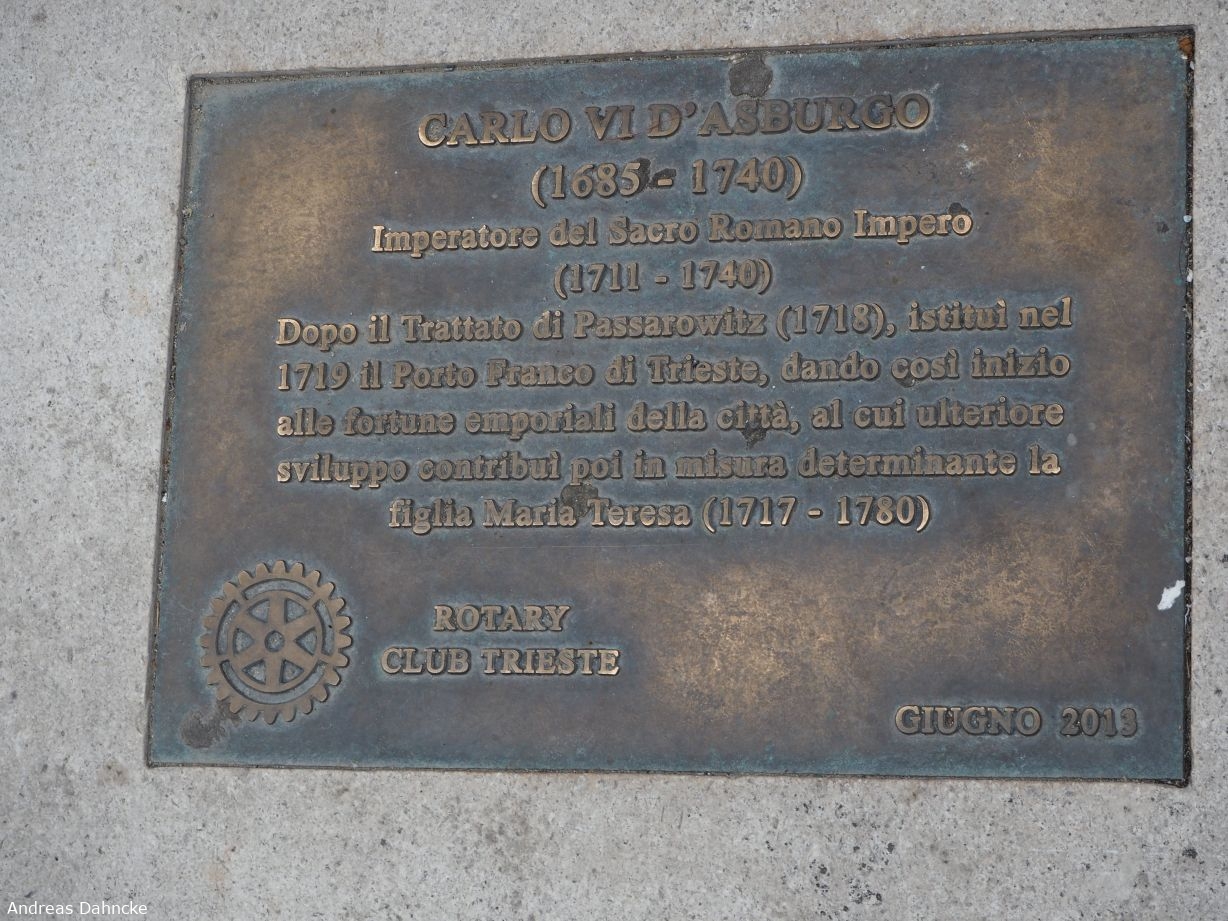 CARLO VI D'ASBURGO
(1685 - 1740)
Imperatore del Sacro Romano Impero
(1711 - 1740)
Dopo il Trattato di Passarowitz (1718), istituì nel
1719 il Porto Franco di Trieste, dando così inizio
alle fortune emporiali della città, al cui ulteriore
sviluppo contribuì poi in misura determinante la
figlia Maria Teresa (1717 - 1780)
ROTARY
CLUB TRIESTE
GIUGNO 2013
Andreas Dahncke